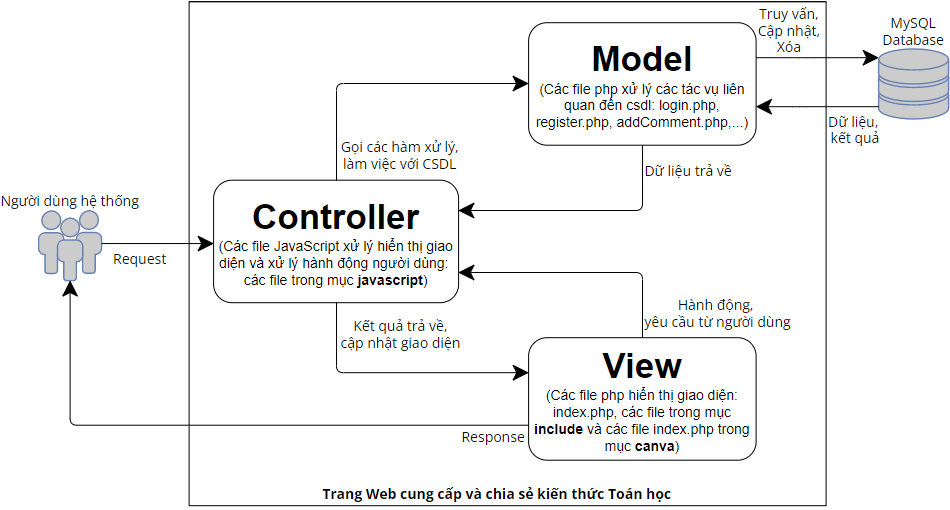 Truy vấn,
Cập nhật,
Xóa
MySQL
Database
Model
(Các file php xử lý các tác vụ liên
quan đến csdl: login.php,
register.php, addComment.php,...)
Dữ liệu,
kết quả
Gọi các hàm xử lý,
làm việc với CSDL
Dữ liệu trả về
Người dùng hệ thống
Request
Controller
(Các file JavaScript xử lý hiển thị giao
diện và xử lý hành động người dùng:
các file trong mục javascript)
Hành động,
yêu cầu từ người dùng
Kết quả trả về,
cập nhật giao diện
View
(Các file php hiển thị giao diện:
index.php, các file trong mục
include và các file index.php trong
mục canva)
Response
Trang Web cung cấp và chia sẻ kiến thức Toán học